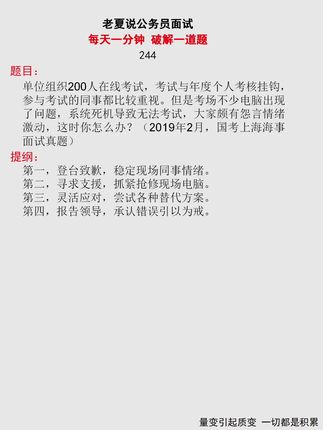 老夏说公务员面试
每天一分钟 破解一道题
244
题目：
单位组织200人在线考试，考试与年度个人考核挂钩，
参与考试的同事都比较重视。但是考场不少电脑出现
了问题，系统死机导致无法考试，大家颇有怨言情绪
激动，这时你怎么办？（2019年2月，国考上海海事
面试真题）
提纲：
第一，登台致歉，稳定现场同事情绪。
第二，寻求支援，抓紧抢修现场电脑。
第三，灵活应对，尝试各种替代方案。
第四，报告领导，承认错误引以为戒。
量变引起质变 一切都是积累